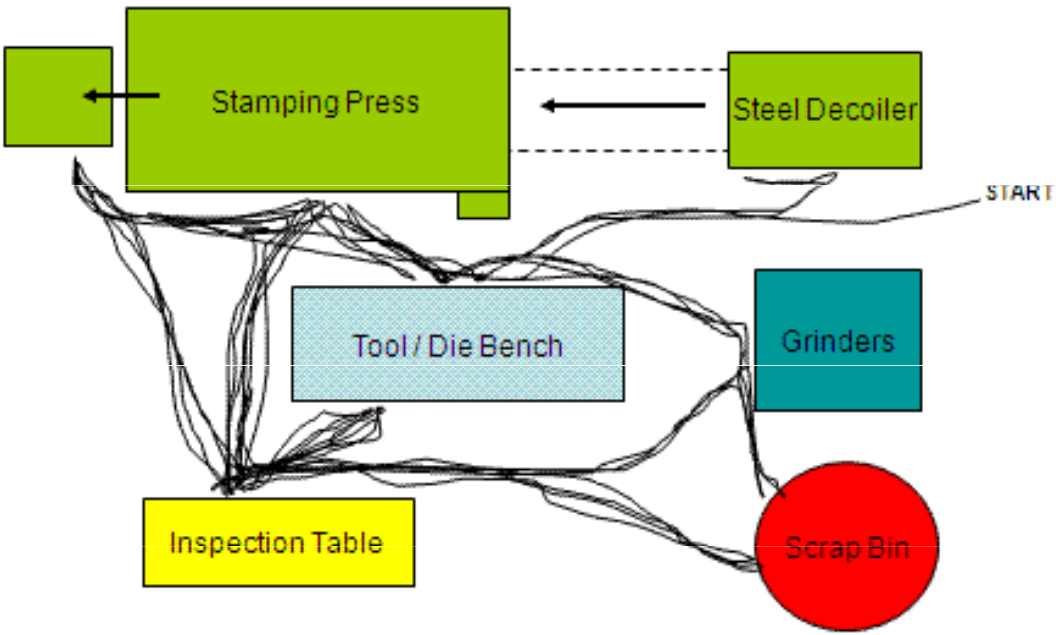 Stamping Press
Steel Decoiler
START
Tool / Die Bench
Grinders
Inspection Table
Scrap Bin